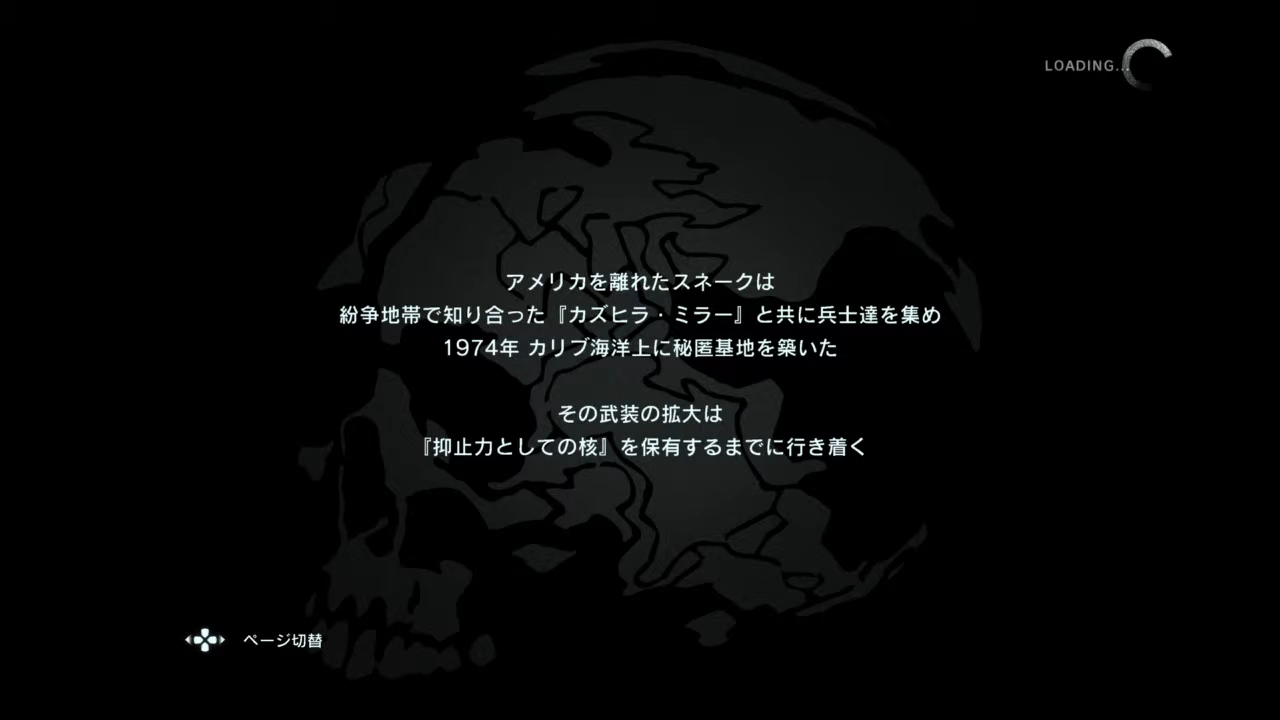 LOADING...
アメリカを離れたスネークは
紛争地帯で知り合った『カズヒラ・ミラー』と共に兵士達を集め
1974年 カリブ海洋上に秘匿基地を築いた
その武装の拡大は
『抑止力としての核』を保有するまでに行き着く
ページ切替